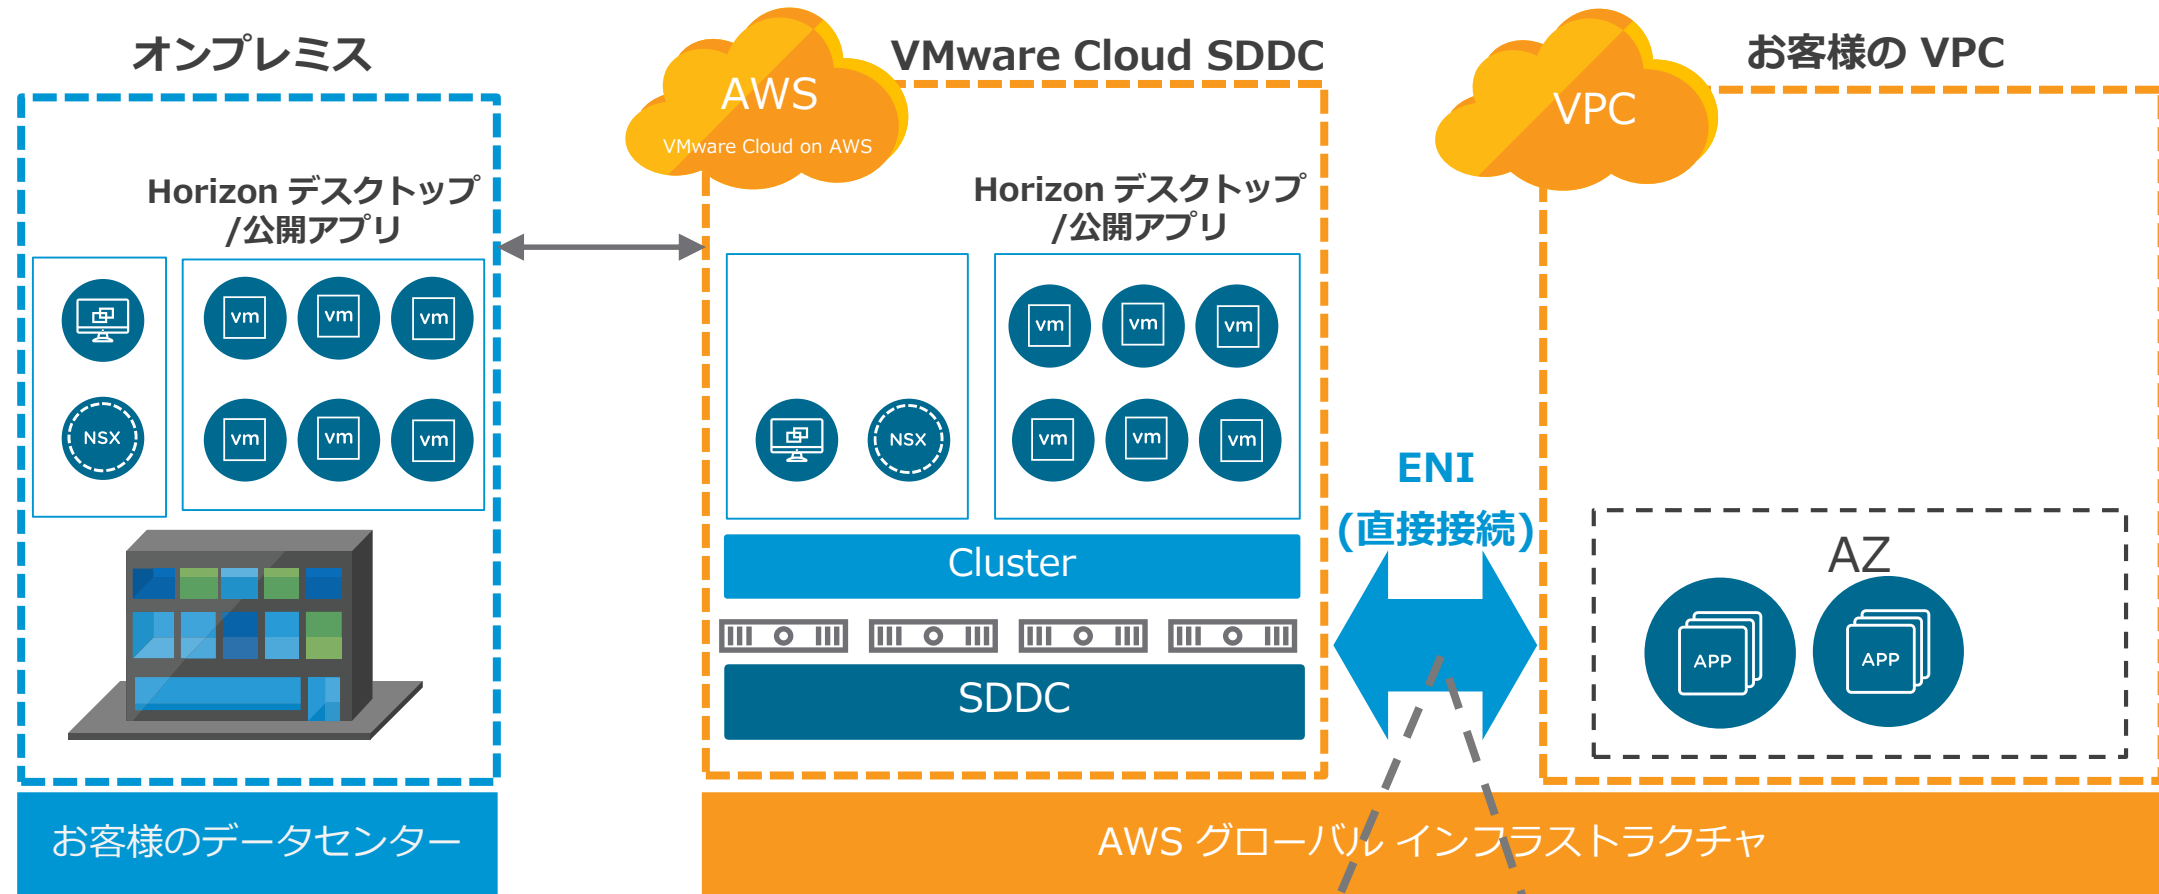 オンプレミス
Horizon デスクトップ
/公開アプリ
vm
vm
vm
NSX
vm
vm
vm
お客様のデータセンター
AWS
VMware Cloud on AWS
VMware Cloud SDDC
Horizon デスクトップ
/公開アプリ
vm
vm
vm
NSX
vm
vm
vm
Cluster
SDDC
ENI
(直接接続)
VPC
お客様の VPC
AZ
APP
APP
AWS グローバル インフラストラクチャ